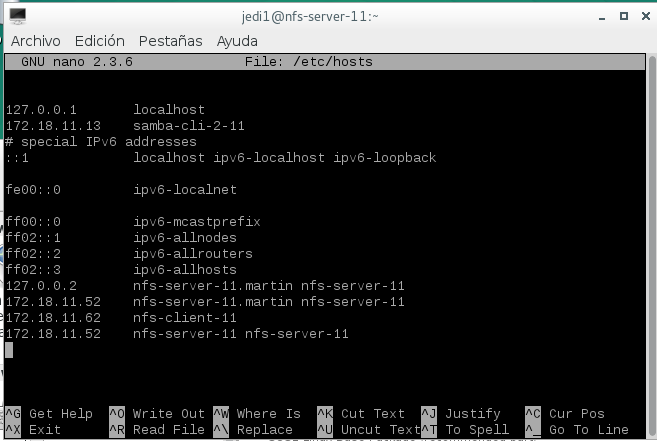 jedi1@nfs-server-11:~
Archivo Edición Pestañas Ayuda
GNU nano 2.3.6 File: /etc/hosts
127.0.0.1 localhost
172.18.11.13 samba-cli-2-11
# special IPv6 addresses
::1 localhost ipv6-localhost ipv6-loopback
fe00::0 ipv6-localnet
ff00::0 ipv6-mcastprefix
ff02::1 ipv6-allnodes
ff02::2 ipv6-allrouters
ff02::3 ipv6-allhosts
127.0.0.2 nfs-server-11.martin nfs-server-11
172.18.11.52 nfs-server-11.martin nfs-server-11
172.18.11.62 nfs-client-11
172.18.11.52 nfs-server-11 nfs-server-11
^G Get Help ^O Write Out ^W Where Is ^K Cut Text ^J Justify ^C Cur Pos
^X Exit ^R Read File ^\ Replace ^U Uncut Text ^T To Spell ^_ Go To Line